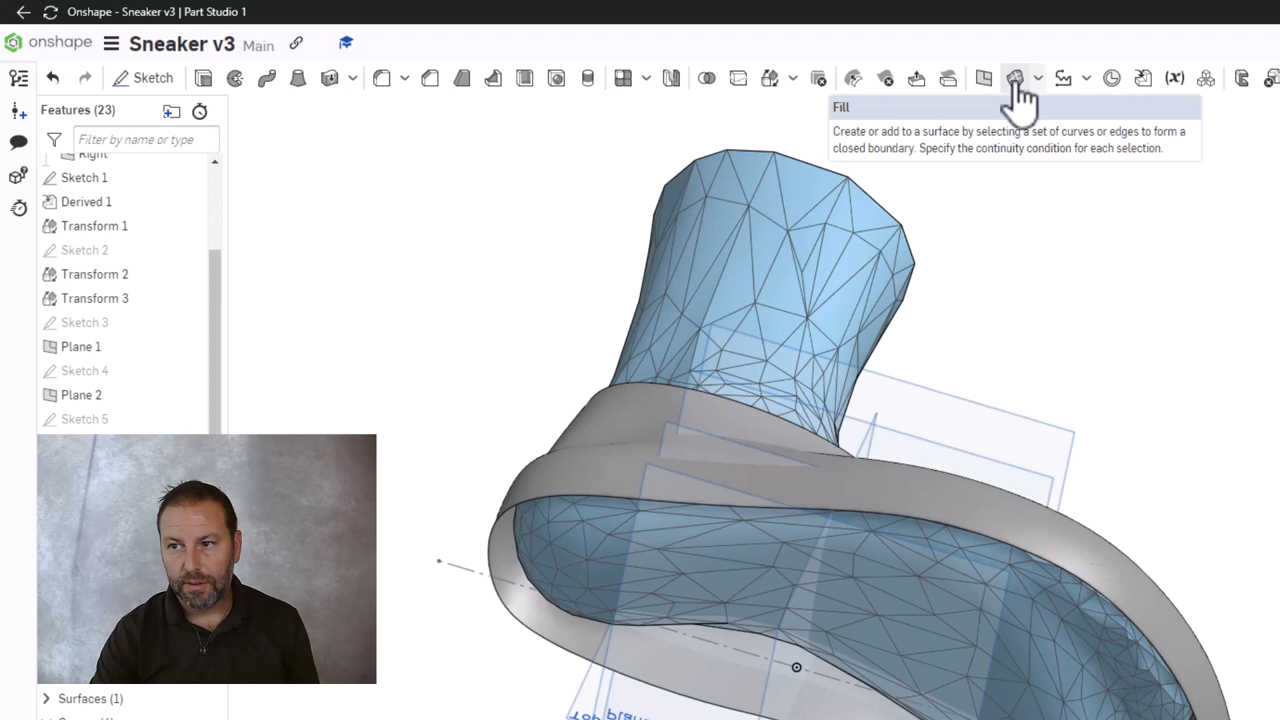 Onshape - Sneaker v3 | Part Studio 1
onshape Sneaker v3 Main
Sketch
(x)
Features (23)
Fill
Create or add to a surface by selecting a set of curves or edges to form a
closed boundary. Specify the continuity condition for each selection.
Filter by name or type
Right
Sketch 1
Derived 1
Transform 1
Sketch 2
Transform 2
Transform 3
Sketch 3
Plane 1
Sketch 4
Plane 2
Sketch 5
Surfaces (1)